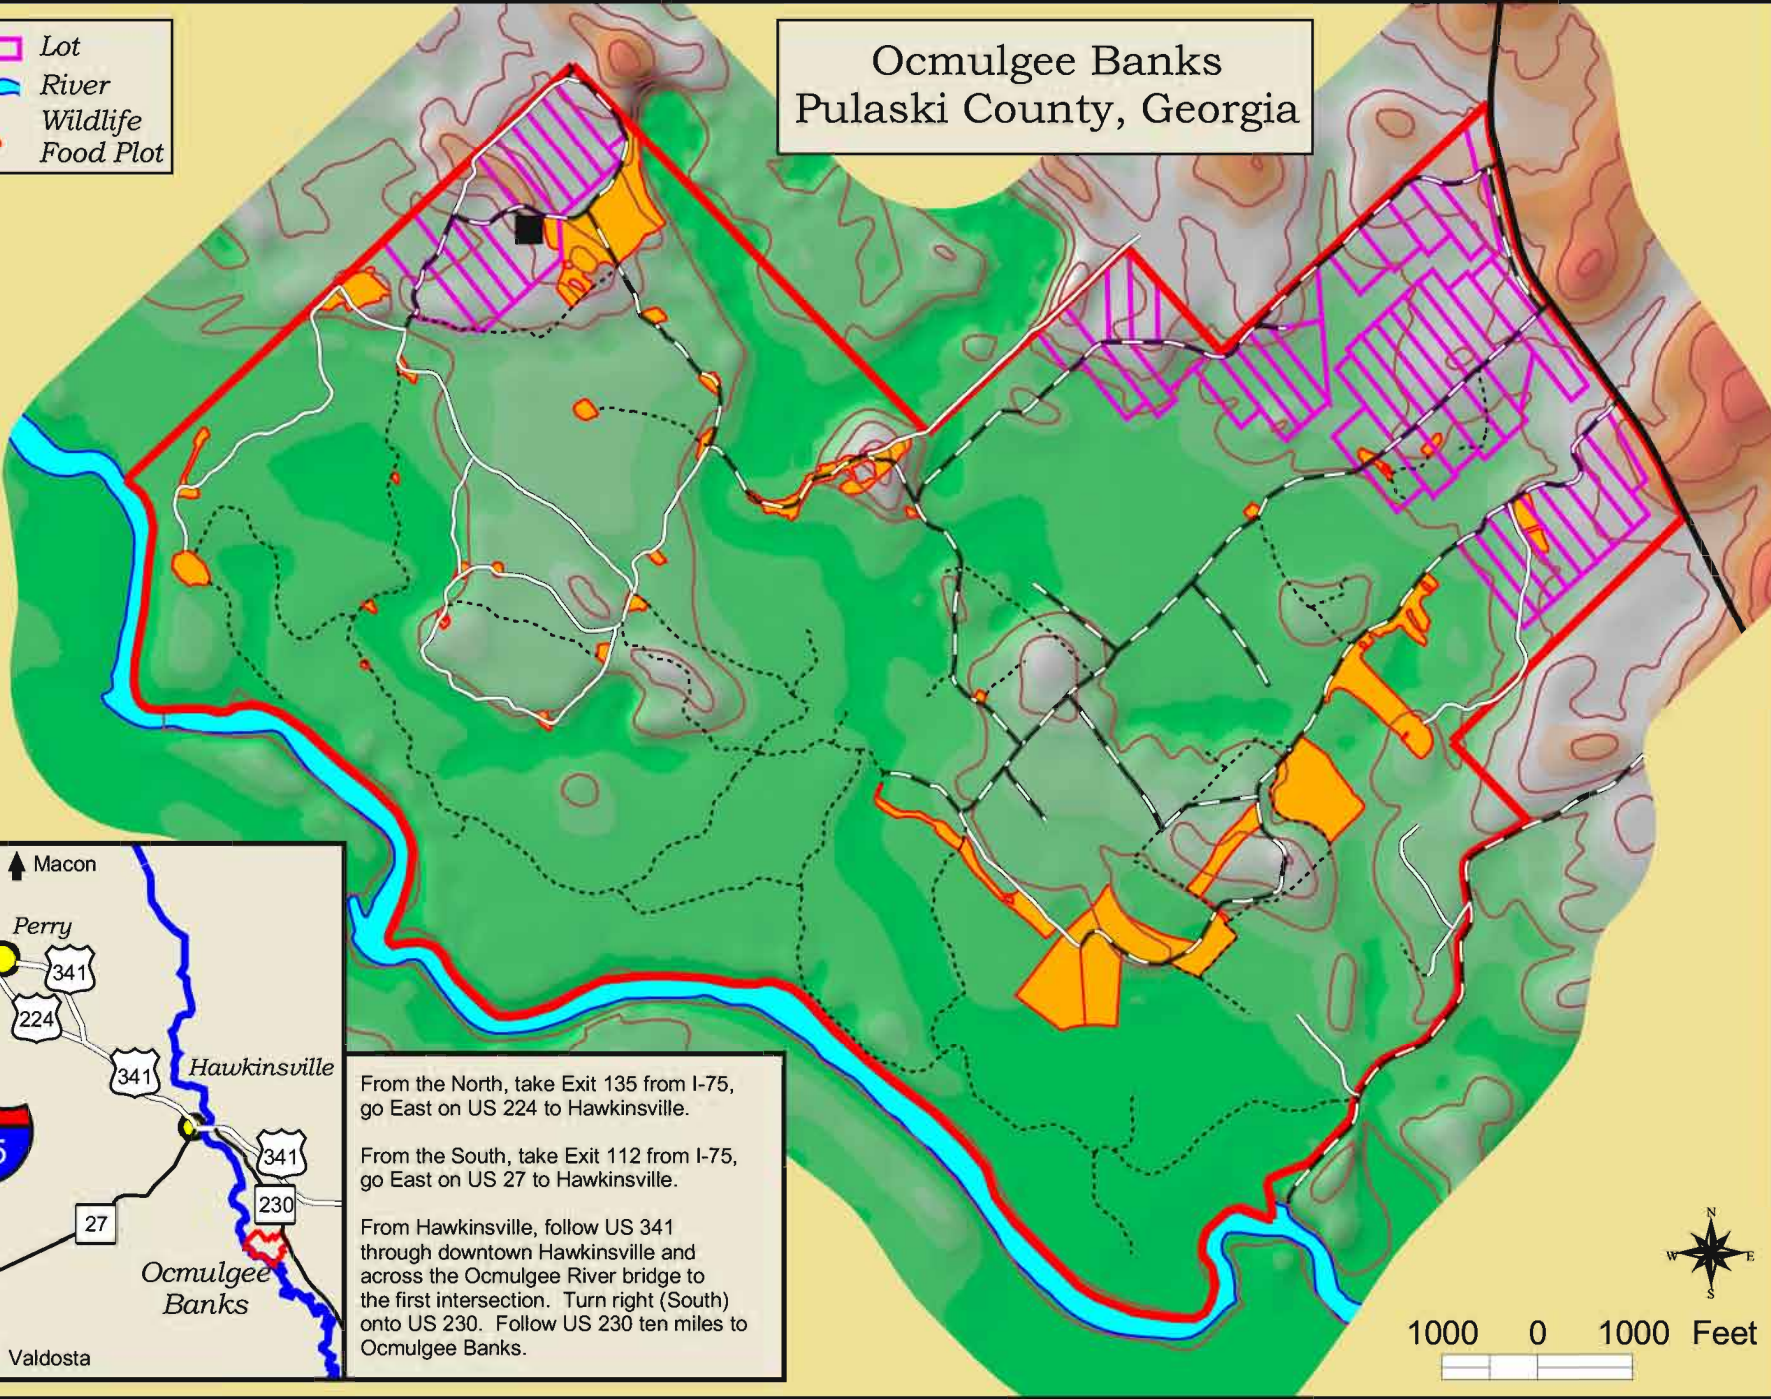 Lot
River
Wildlife
Food Plot
Ocmulgee Banks
Pulaski County, Georgia
Macon
Perry
341
224
341
Hawkinsville
5
341
230
27
Ocmulgee
Banks
Valdosta
From the North, take Exit 135 from I-75,
go East on US 224 to Hawkinsville.
From the South, take Exit 112 from I-75,
go East on US 27 to Hawkinsville.
From Hawkinsville, follow US 341
through downtown Hawkinsville and
across the Ocmulgee River bridge to
the first intersection. Turn right (South)
onto US 230. Follow US 230 ten miles to
Ocmulgee Banks.
N
W E
S
1000 0 1000 Feet